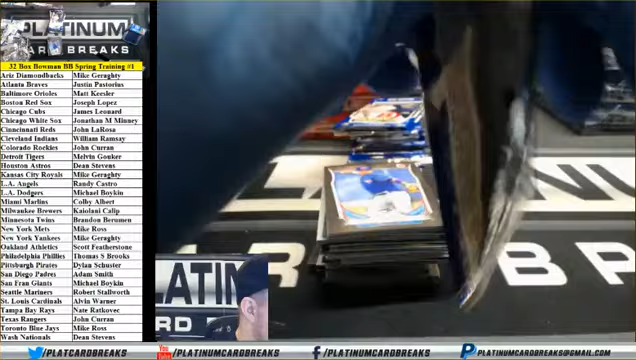 PLATINUM
CARD BREAKS
32 Box Bowman BB Spring Training #1
Ariz Diamondbacks Mike Geraghty
Atlanta Braves Justin Pastorius
Baltimore Orioles Matt Keesler
Boston Red Sox Joseph Lopez
Chicago Cubs James Leonard
Chicago White Sox Jonathan M Minney
Cincinnati Reds John LaRosa
Cleveland Indians William Ramsay
Colorado Rockies John Curran
Detroit Tigers Melvin Gouker
Houston Astros Dean Stevens
Kansas City Royals Mike Geraghty
L.A. Angels Randy Castro
L.A. Dodgers Michael Boykin
Miami Marlins Colby Albert
Milwaukee Brewers Kaiolani Calip
Minnesota Twins Brandon Berumen
New York Mets Mike Ross
New York Yankees Mike Geraghty
Oakland Athletics Scott Featherstone
Philadelphia Phillies Thomas S Brooks
Pittsburgh Pirates Dylan Schuster
San Diego Padres Adam Smith
San Fran Giants Michael Boykin
Seattle Mariners Robert Stallworth
St. Louis Cardinals Alvin Warner
Tampa Bay Rays Nate Ratkovec
Texas Rangers John Curran
Toronto Blue Jays Mike Ross
Wash Nationals Dean Stevens
PLATIN
RD
/PLATCARDBREAKS
You Tube /PLATINUMCARDBREAKS
/PLATINUMCARDBREAKS
PLATINUMCARDBREAKS@GMAIL.COM